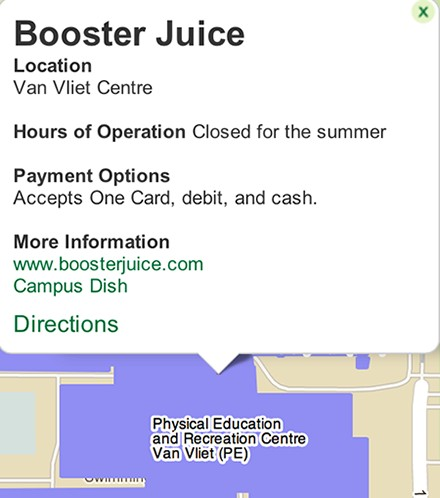 x
Booster Juice
Location
Van Vliet Centre
Hours of Operation Closed for the summer
Payment Options
Accepts One Card, debit, and cash.
More Information
www.boosterjuice.com
Campus Dish
Directions
Physical Education
and Recreation Centre
Van Vliet (PE)